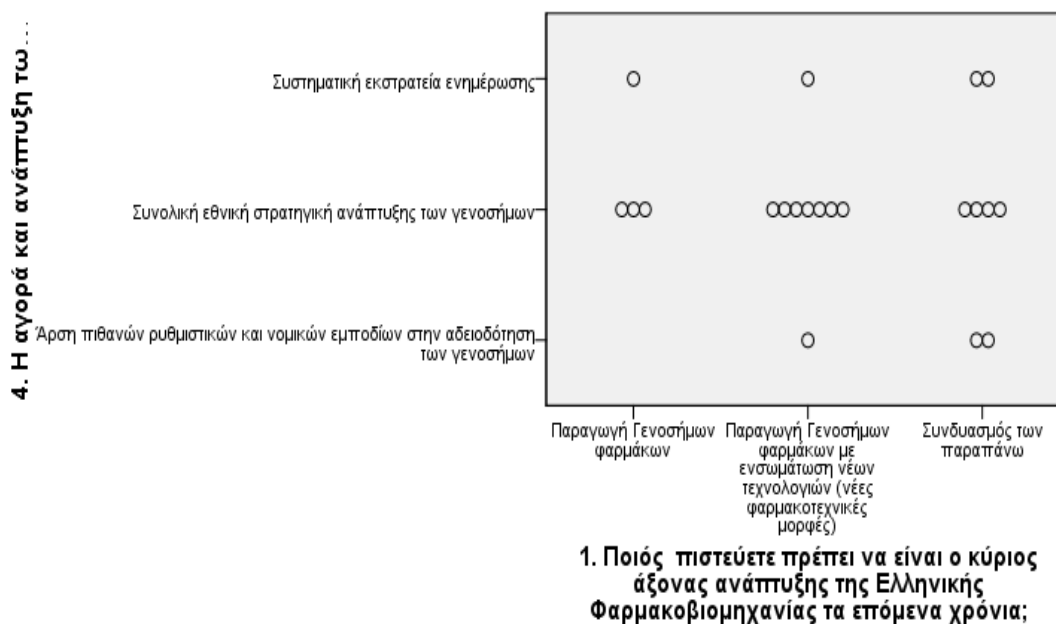 4. Η αγορά και ανάπτυξη τω...
Συστηματική εκστρατεία ενημέρωσης
Συνολική εθνική στρατηγική ανάπτυξης των γενοσήμων
Άρση πιθανών ρυθμιστικών και νομικών εμποδίων στην αδειοδότηση
των γενοσήμων
Παραγωγή Γενοσήμων
φαρμάκων
Παραγωγή Γενοσήμων
φαρμάκων με
ενσωμάτωση νέων
τεχνολογιών (νέες
φαρμακοτεχνικές
μορφές)
Συνδυασμός των
παραπάνω
1. Ποιός πιστεύετε πρέπει να είναι ο κύριος
άξονας ανάπτυξης της Ελληνικής
Φαρμακοβιομηχανίας τα επόμενα χρόνια;